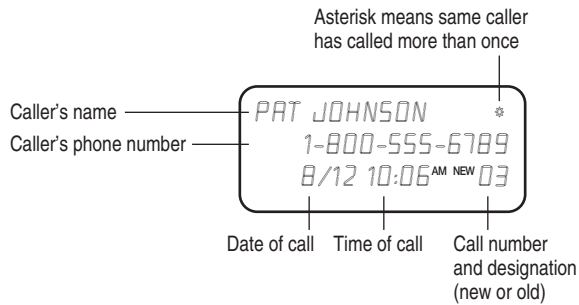 Asterisk means same caller
has called more than once
Caller's name
PAT JOHNSON *
Caller's phone number
1-800-555-6789
8/12 10:06 AM NEW 03
Date of call
Time of call
Call number
and designation
(new or old)